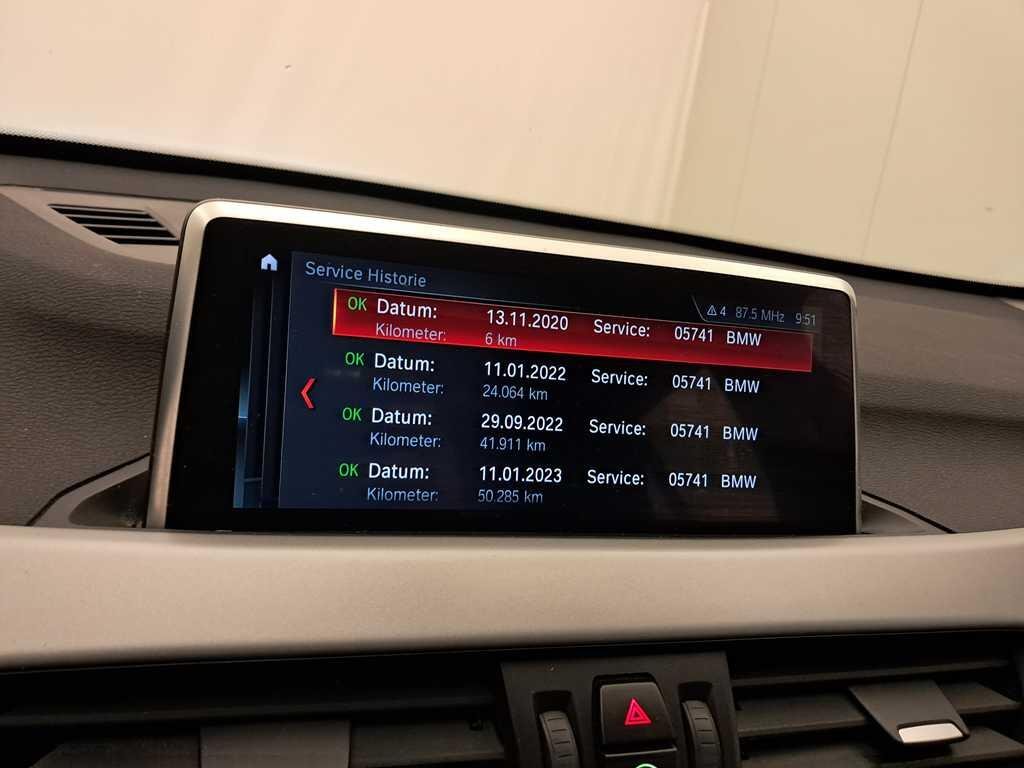 Service Historie
4 87.5 MHz 9:51
OK Datum: 13.11.2020 Service: 05741 BMW
Kilometer: 6 km
OK Datum: 11.01.2022 Service: 05741 BMW
Kilometer: 24.064 km
OK Datum: 29.09.2022 Service: 05741 BMW
Kilometer: 41.911 km
OK Datum: 11.01.2023 Service: 05741 BMW
Kilometer: 50.285 km